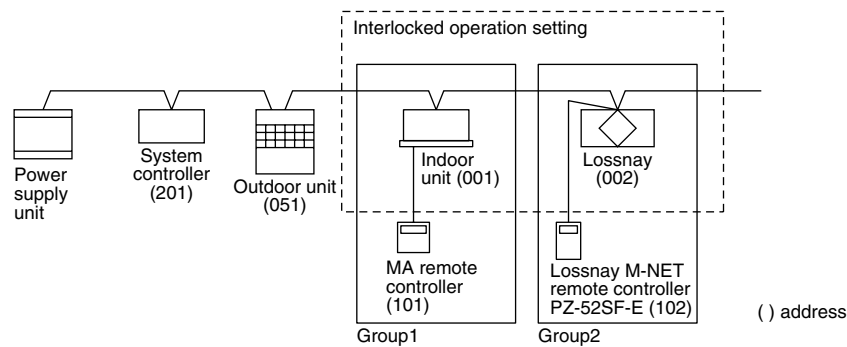 Interlocked operation setting
Power
supply
unit
System
controller
(201)
Outdoor unit
(051)
Indoor
unit (001)
Lossnay
(002)
MA remote
controller
(101)
Lossnay M-NET
remote controller
PZ-52SF-E (102)
( ) address
Group1
Group2